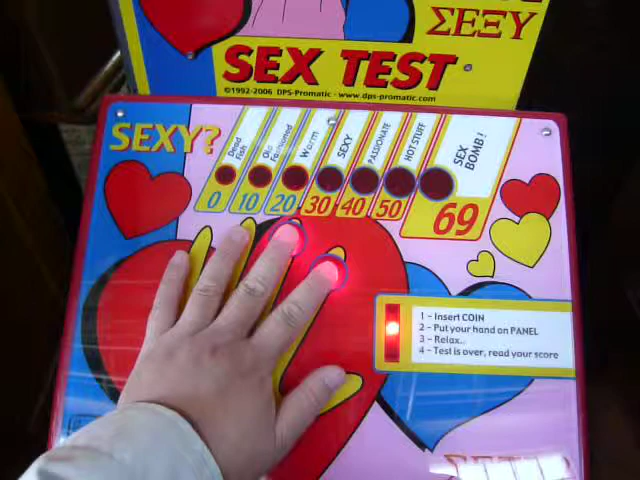 ΣΕΞΥ
SEX TEST
©1992-2006 DPS-Promatic - www.dps-promatic.com
SEXY?
Dead Fish
Old Fashioned
Warm
SEXY
PASSIONATE
HOT STUFF
SEX BOMB!
0 10 20 30 40 50 69
1 - Insert COIN
2 - Put your hand on PANEL
3 - Relax..
4 - Test is over, read your score